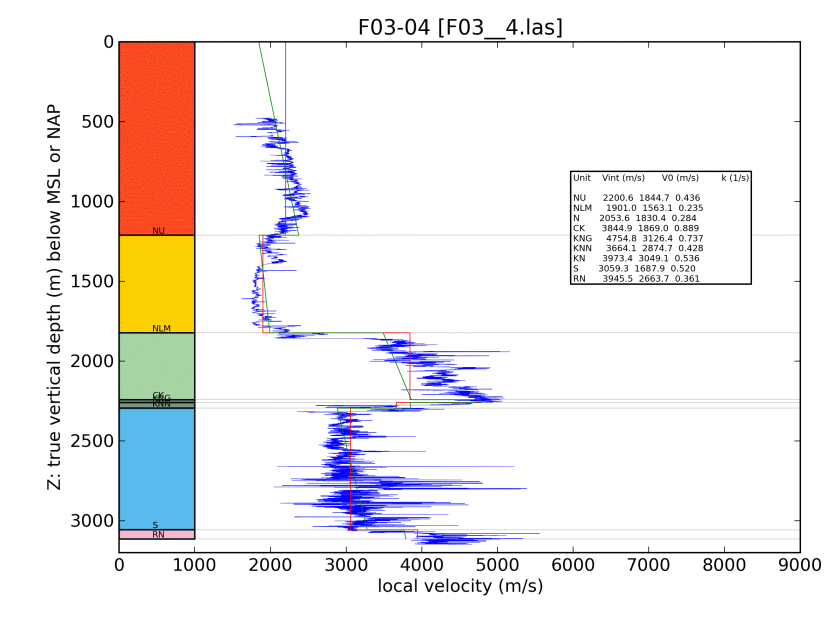 F03-04 [F03__4.las]
Z: true vertical depth (m) below MSL or NAP
0
500
1000
1500
2000
2500
3000
NU
NLM
CK
KNG
KNN
S
RN
Unit Vint (m/s) V0 (m/s) k (1/s)
NU 2200.6 1844.7 0.436
NLM 1901.0 1563.1 0.235
N 2053.6 1830.4 0.284
CK 3844.9 1869.0 0.889
KNG 4754.8 3126.4 0.737
KNN 3664.1 2874.7 0.428
KN 3973.4 3049.1 0.536
S 3059.3 1687.9 0.520
RN 3945.5 2663.7 0.361
0 1000 2000 3000 4000 5000 6000 7000 8000 9000
local velocity (m/s)